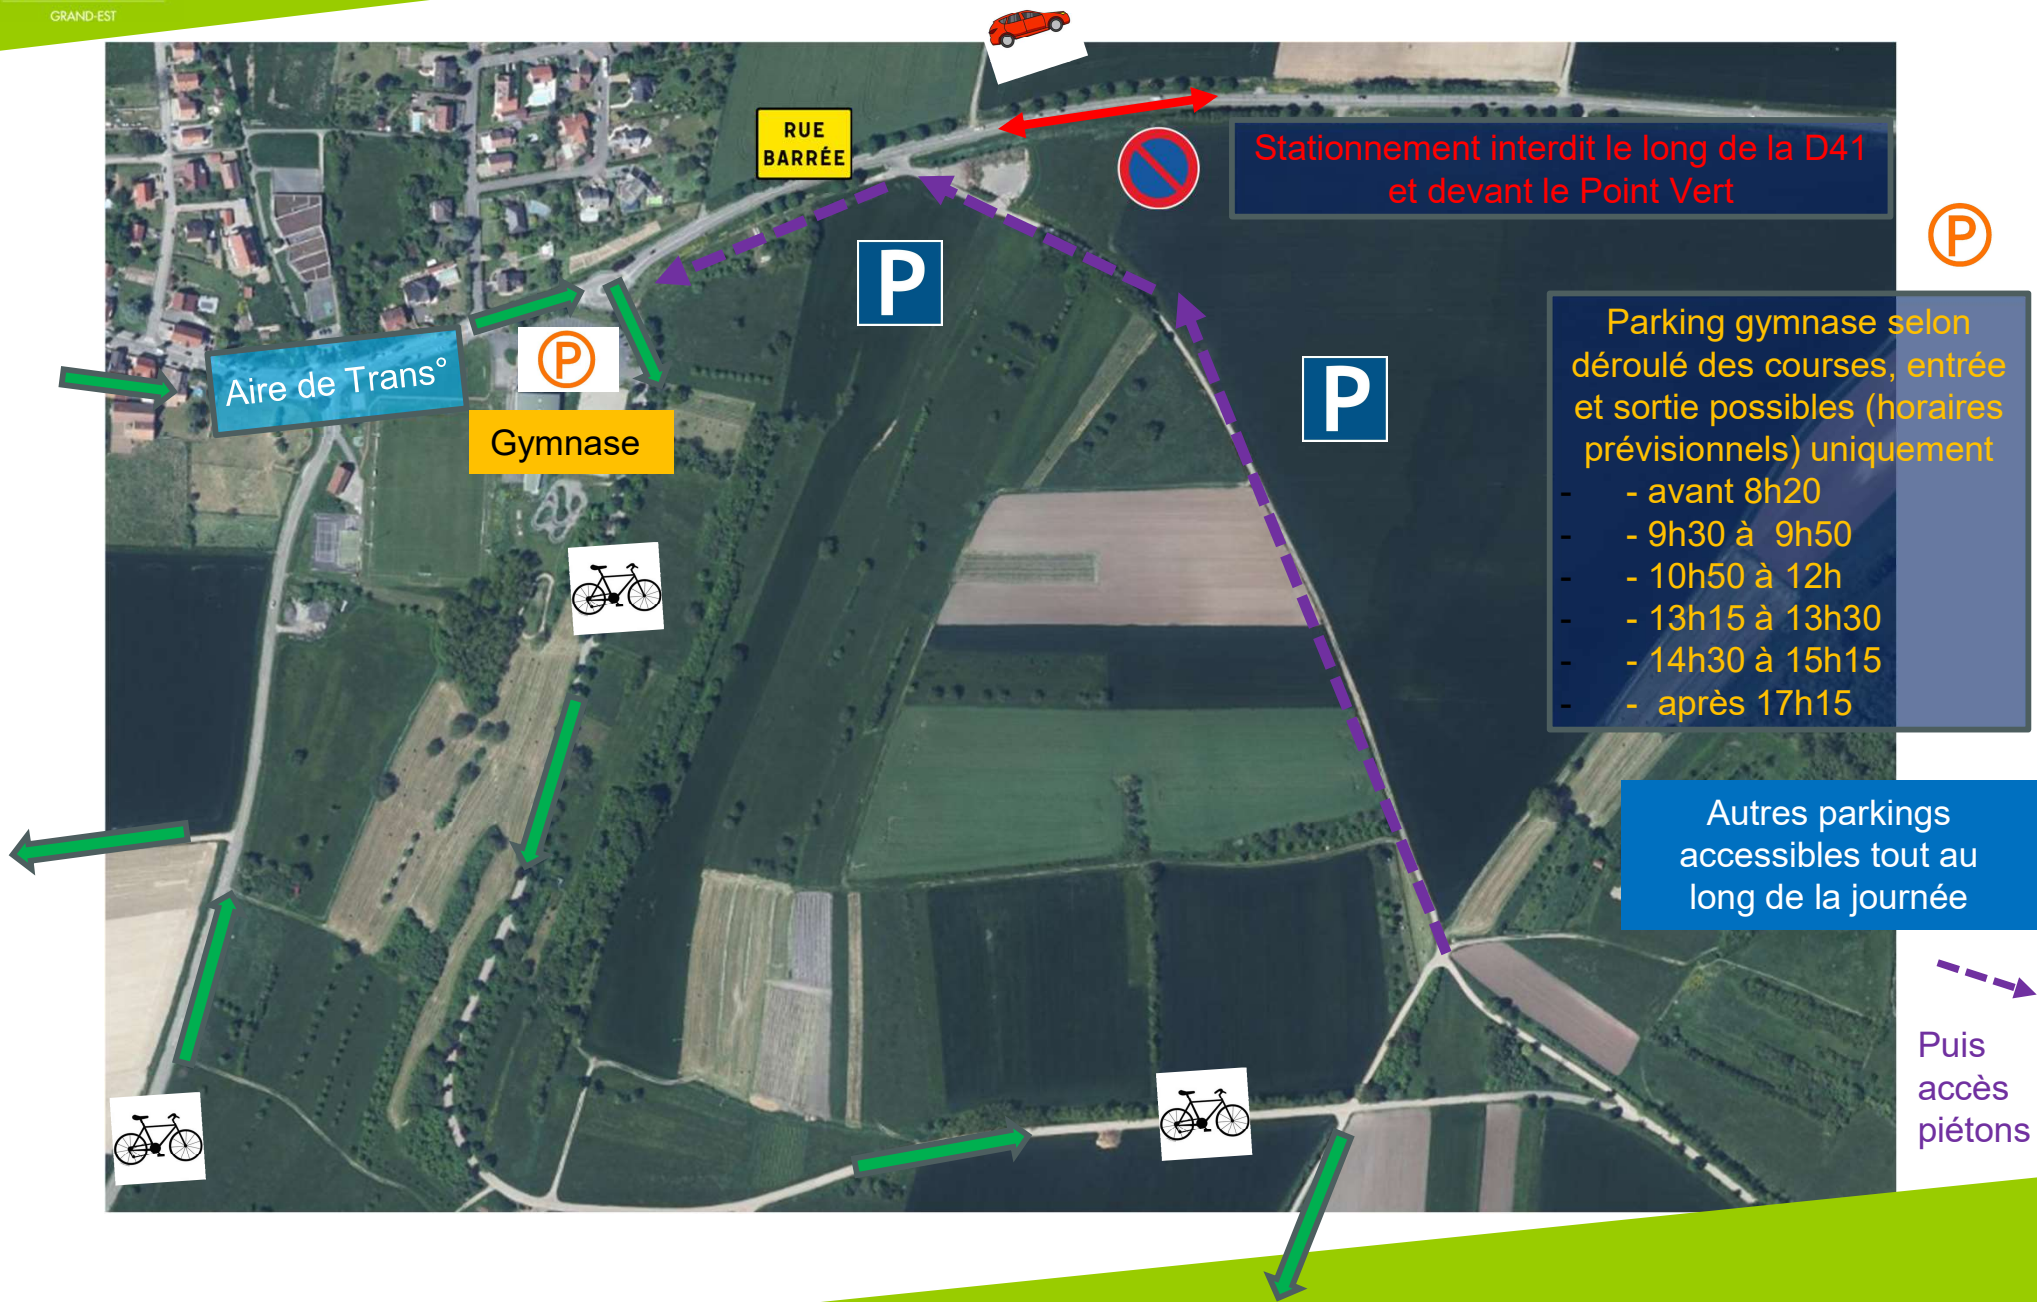 GRAND-EST
RUE
BARRÉE
Stationnement interdit le long de la D41
et devant le Point Vert
P
P
P
P
Aire de Trans°
Gymnase
Parking gymnase selon
déroulé des courses, entrée
et sortie possibles (horaires
prévisionnels) uniquement
- - avant 8h20
- - 9h30 à 9h50
- - 10h50 à 12h
- - 13h15 à 13h30
- - 14h30 à 15h15
- - après 17h15
Autres parkings
accessibles tout au
long de la journée
Puis
accès
piétons